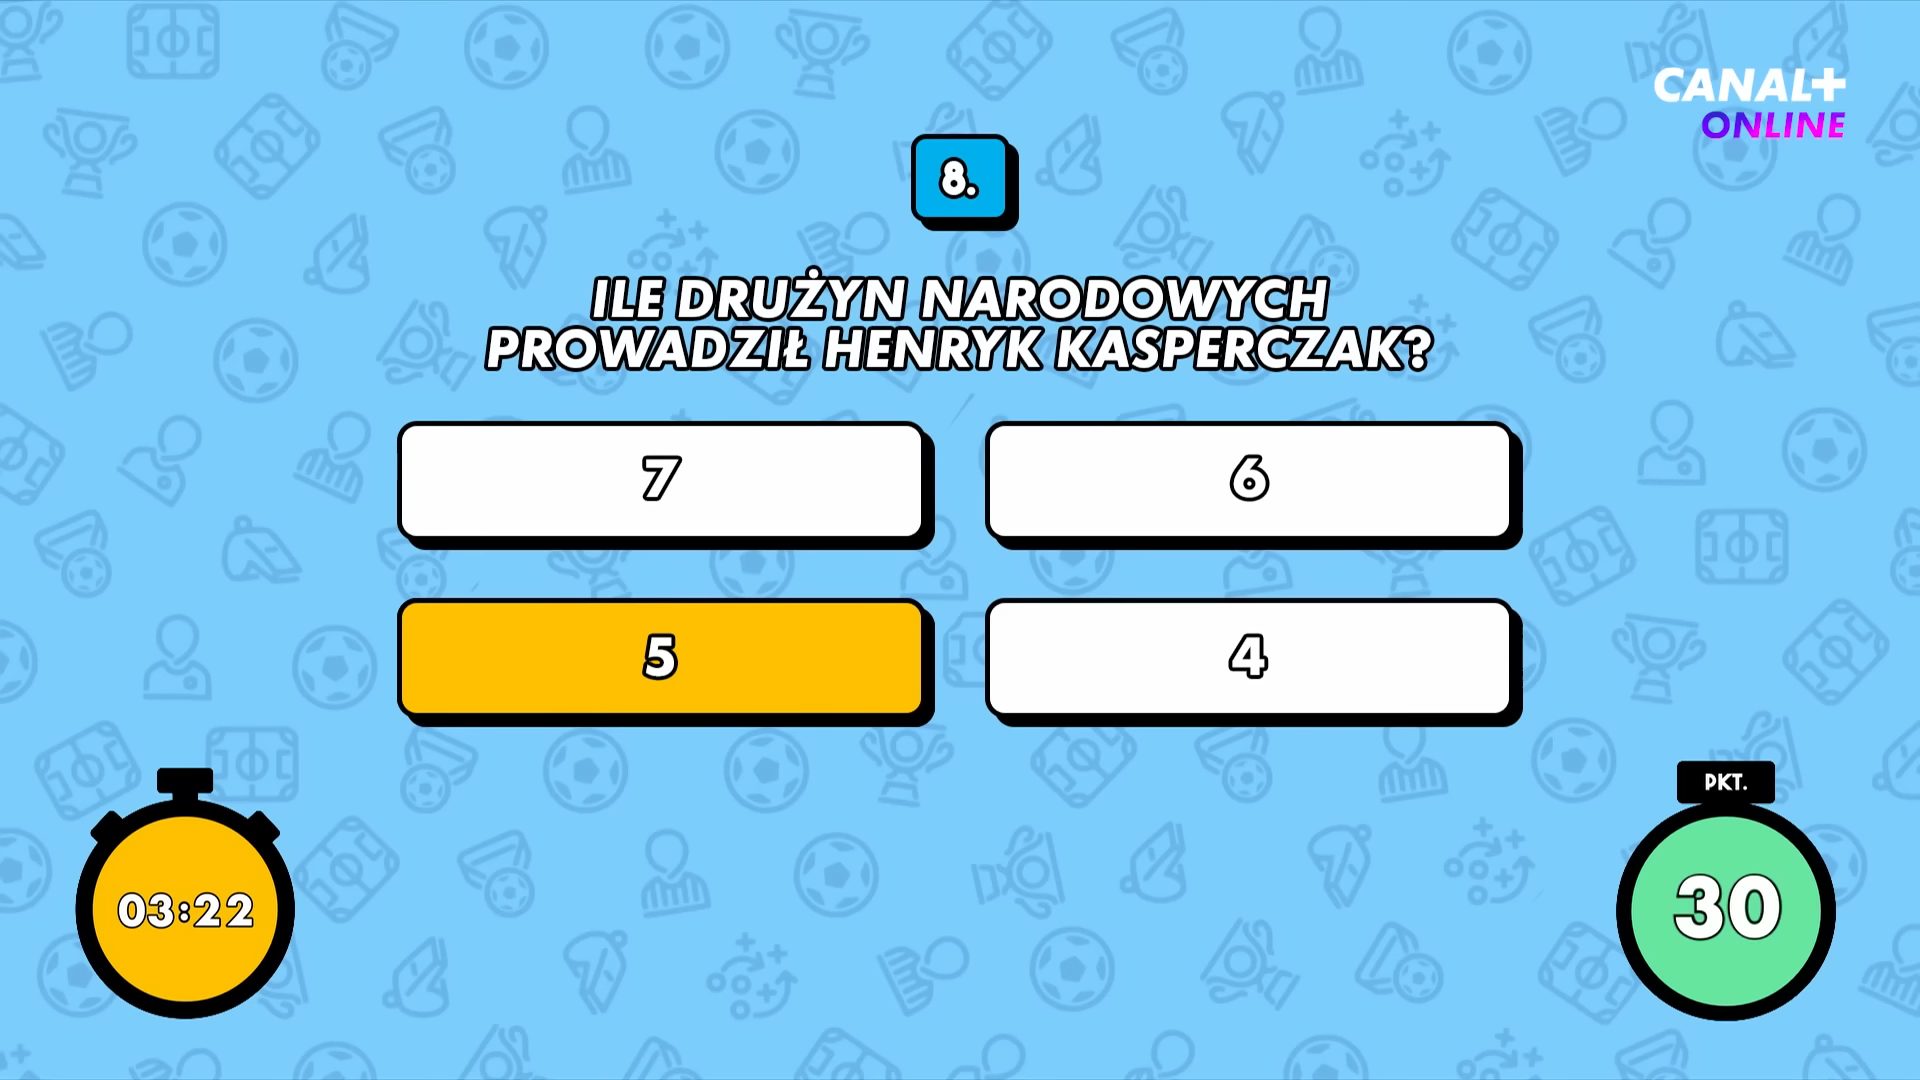 CANAL+
ONLINE
8.
ILE DRUŻYN NARODOWYCH
PROWADZIŁ HENRYK KASPERCZAK?
7
6
5
4
03:22
PKT.
30